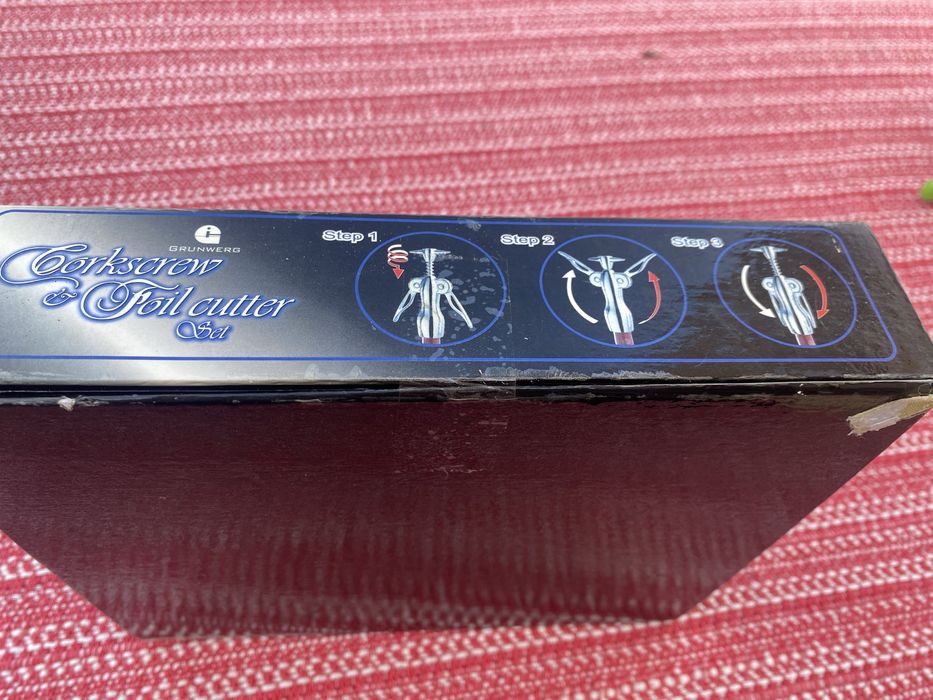 GRUNWERG
Corkscrew
& Foil cutter
Set
Step 1
Step 2
Step 3